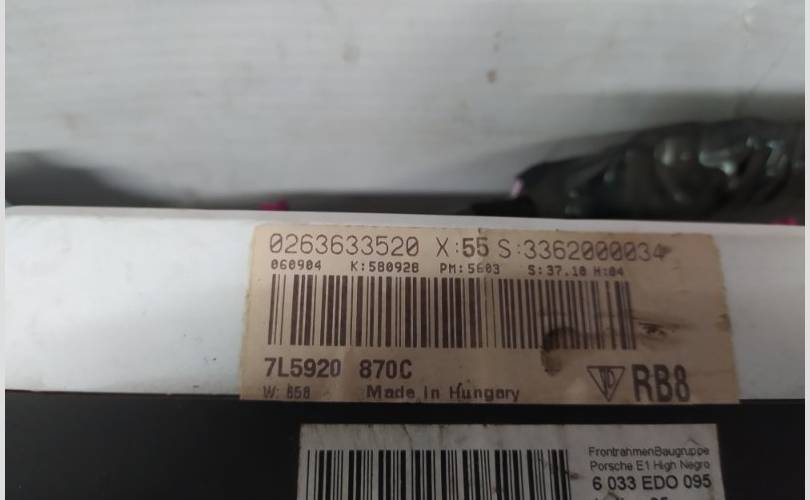 0263633520 X:55 S:3362000034
060904 K:580928 PM:5603 S:37.10 H:04
7L5920 870C
W: 658 Made in Hungary RB8
FrontrahmenBaugruppe
Porsche E1 High Negro
6 033 EDO 095